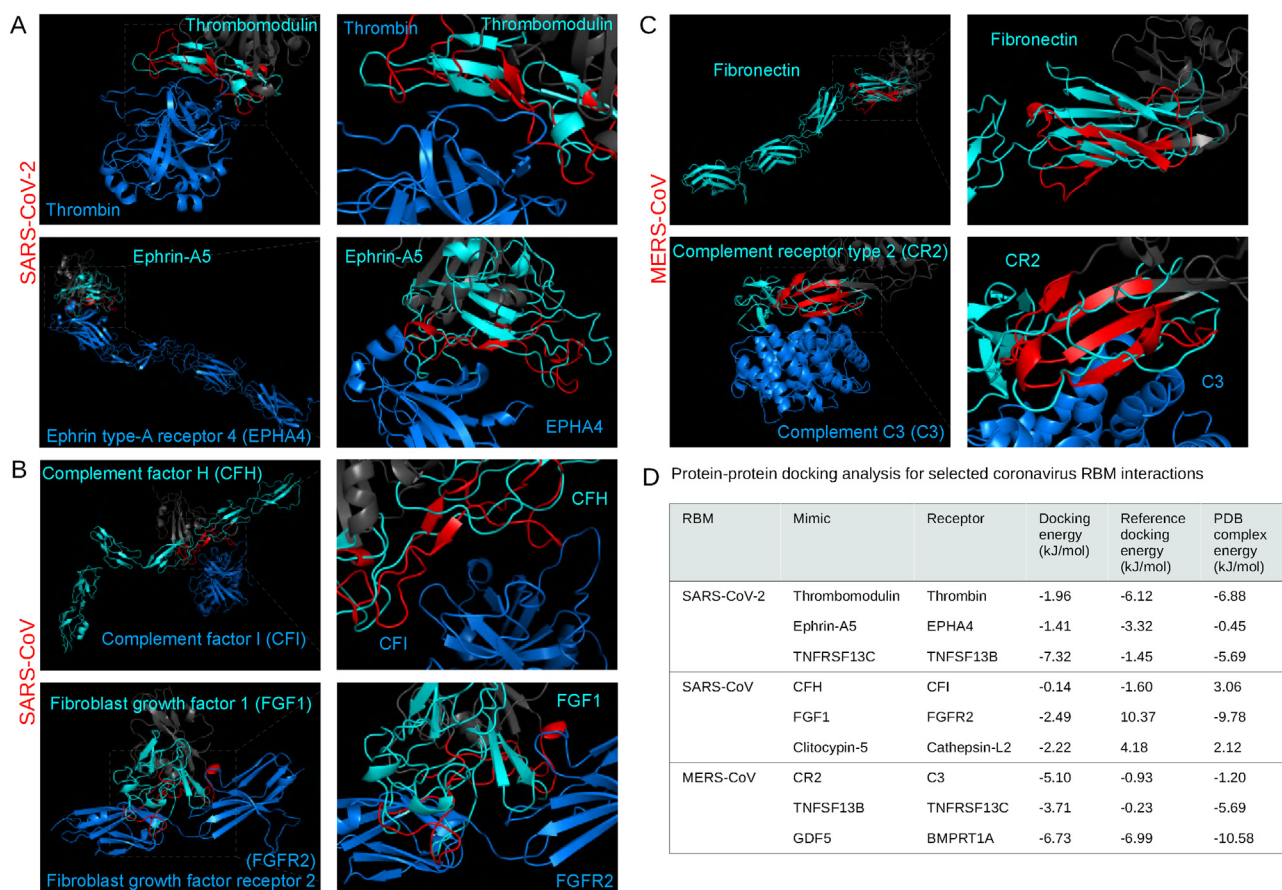 A
SARS-CoV-2
Thrombomodulin
Thrombin
Thrombin
Thrombomodulin
Ephrin-A5
Ephrin type-A receptor 4 (EPHA4)
Ephrin-A5
EPHA4
B
SARS-CoV
Complement factor H (CFH)
Complement factor I (CFI)
CFH
CFI
Fibroblast growth factor 1 (FGF1)
(FGFR2)
Fibroblast growth factor receptor 2
FGF1
FGFR2
C
MERS-CoV
Fibronectin
Fibronectin
Complement receptor type 2 (CR2)
Complement C3 (C3)
CR2
C3
D Protein-protein docking analysis for selected coronavirus RBM interactions
RBM Mimic Receptor Docking energy (kJ/mol) Reference docking energy (kJ/mol) PDB complex energy (kJ/mol)
SARS-CoV-2 Thrombomodulin Thrombin -1.96 -6.12 -6.88
Ephrin-A5 EPHA4 -1.41 -3.32 -0.45
TNFRSF13C TNFSF13B -7.32 -1.45 -5.69
SARS-CoV CFH CFI -0.14 -1.60 3.06
FGF1 FGFR2 -2.49 10.37 -9.78
Clitocypin-5 Cathepsin-L2 -2.22 4.18 2.12
MERS-CoV CR2 C3 -5.10 -0.93 -1.20
TNFSF13B TNFRSF13C -3.71 -0.23 -5.69
GDF5 BMPRT1A -6.73 -6.99 -10.58